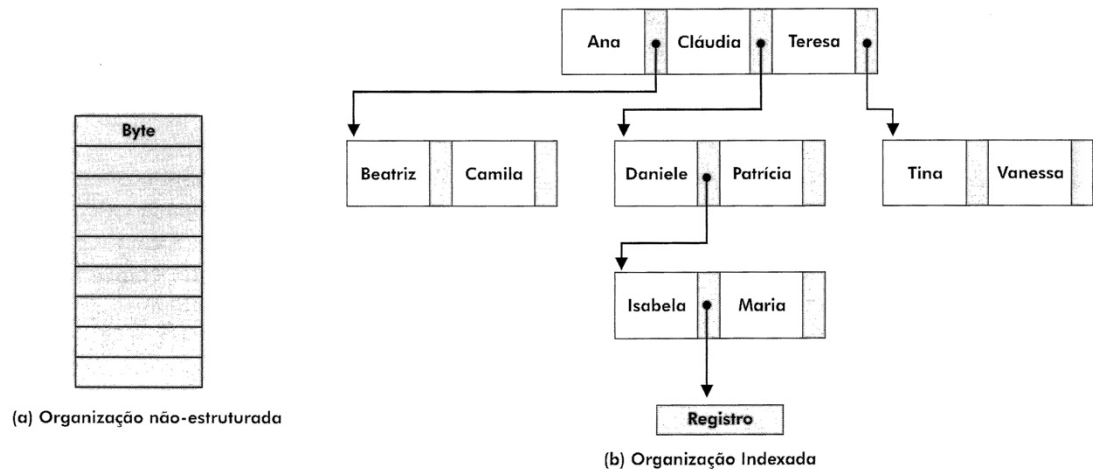 Ana Cláudia Teresa
Byte
Beatriz Camila Daniele Patrícia Tina Vanessa
Isabela Maria
(a) Organização não-estruturada
Registro
(b) Organização Indexada